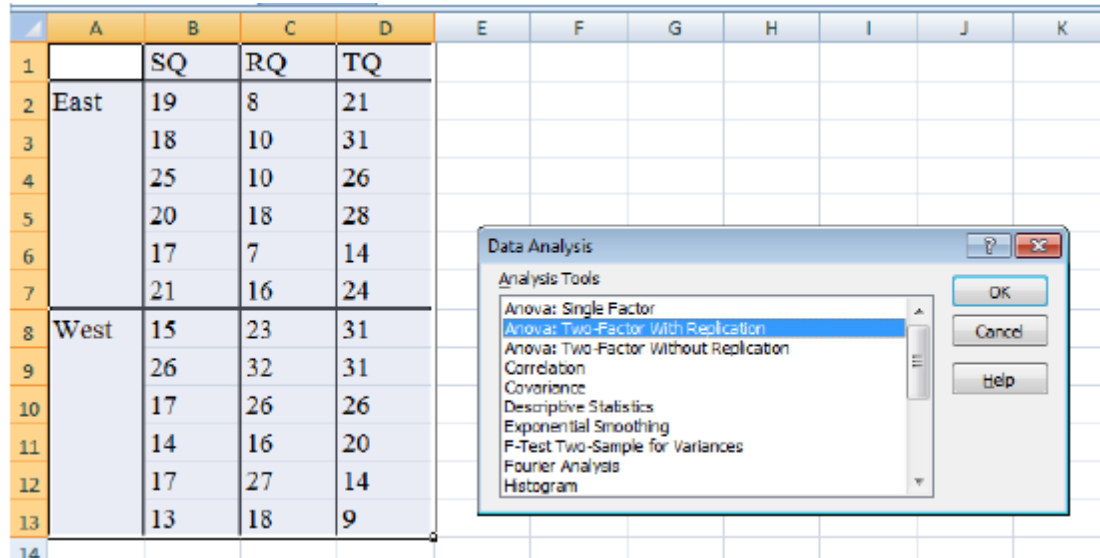 A B C D E F G H I J K
1 SQ RQ TQ
2 East 19 8 21
3 18 10 31
4 25 10 26
5 20 18 28
6 17 7 14
7 21 16 24
8 West 15 23 31
9 26 32 31
10 17 26 26
11 14 16 20
12 17 27 14
13 13 18 9
14
Data Analysis
Analysis Tools
Anova: Single Factor
Anova: Two-Factor With Replication
Anova: Two-Factor Without Replication
Correlation
Covariance
Descriptive Statistics
Exponential Smoothing
F-Test Two-Sample for Variances
Fourier Analysis
Histogram
OK
Cancel
Help